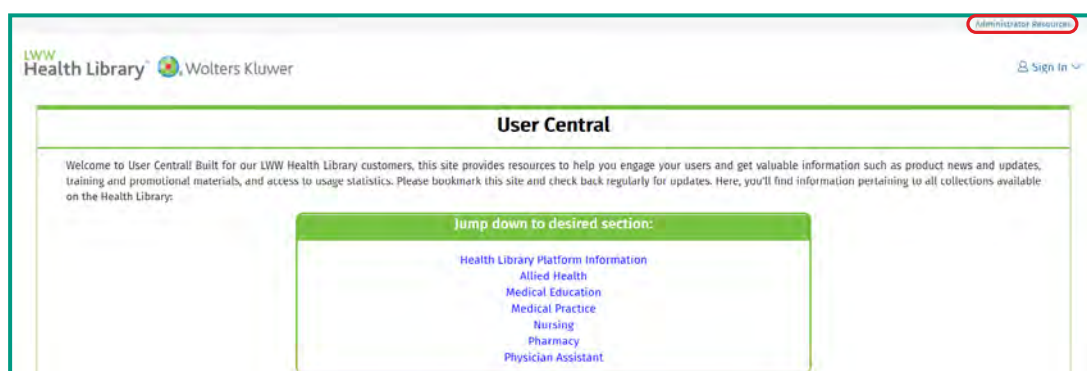 Administrator Resources
LWW
Health Library Wolters Kluwer
Sign In
User Central
Welcome to User Central! Built for our LWW Health Library customers, this site provides resources to help you engage your users and get valuable information such as product news and updates,
training and promotional materials, and access to usage statistics. Please bookmark this site and check back regularly for updates. Here, you'll find information pertaining to all collections available
on the Health Library:
Jump down to desired section:
Health Library Platform Information
Allied Health
Medical Education
Medical Practice
Nursing
Pharmacy
Physician Assistant